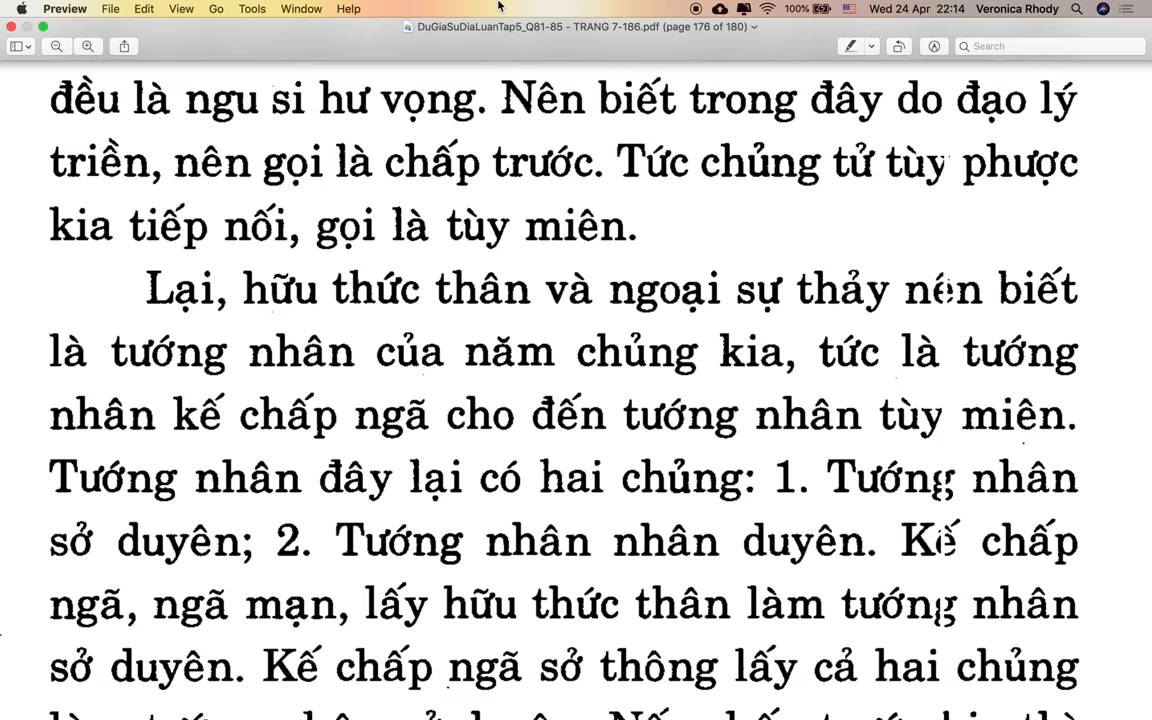 Preview File Edit View Go Tools Window Help 100% Wed 24 Apr 22:14 Veronica Rhody
DuGiaSuDiaLuanTap5_Q81-85 - TRANG 7-186.pdf (page 176 of 180)
Search
đều là ngu si hư vọng. Nên biết trong đây do đạo lý
triền, nên gọi là chấp trước. Tức chủng tử tùy phược
kia tiếp nối, gọi là tùy miên.
Lại, hữu thức thân và ngoại sự thảy nên biết
là tướng nhân của năm chủng kia, tức là tướng
nhân kế chấp ngã cho đến tướng nhân tùy miên.
Tướng nhân đây lại có hai chủng: 1. Tướng nhân
sở duyên; 2. Tướng nhân nhân duyên. Kế chấp
ngã, ngã mạn, lấy hữu thức thân làm tướng nhân
sở duyên. Kế chấp ngã sở thông lấy cả hai chủng